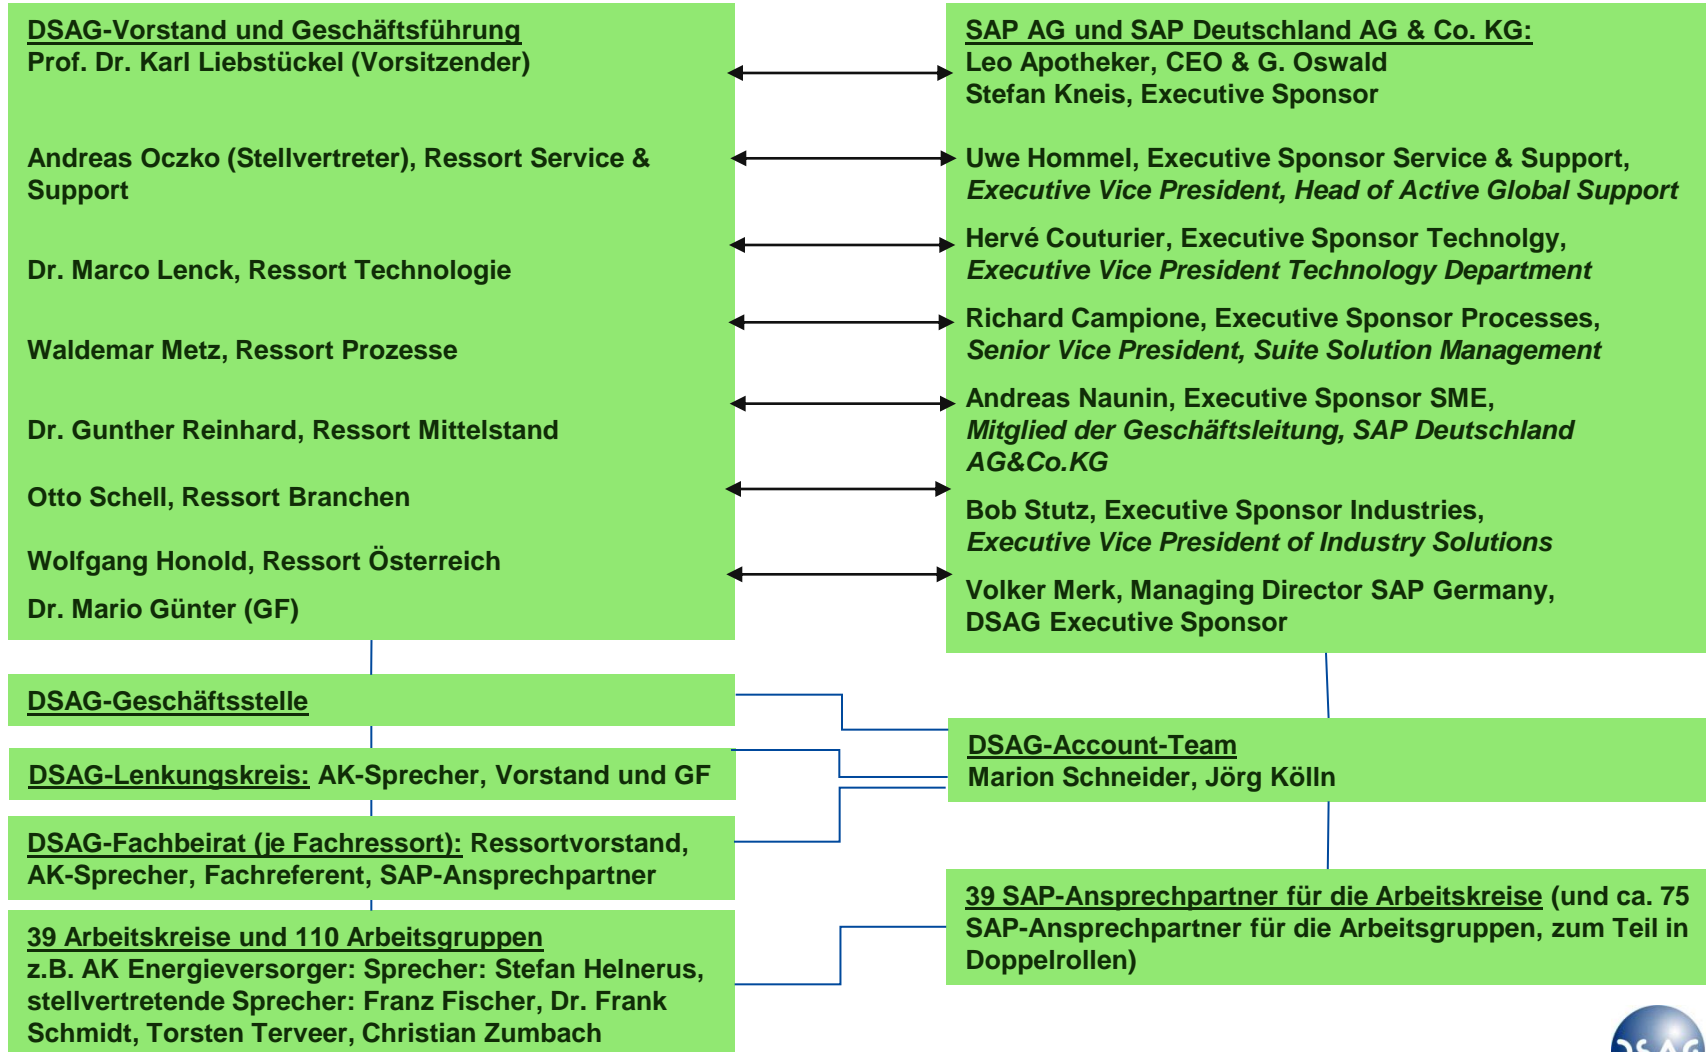 DSAG-Vorstand und Geschäftsführung
Prof. Dr. Karl Liebstückel (Vorsitzender)
Andreas Oczko (Stellvertreter), Ressort Service &
Support
Dr. Marco Lenck, Ressort Technologie
Waldemar Metz, Ressort Prozesse
Dr. Gunther Reinhard, Ressort Mittelstand
Otto Schell, Ressort Branchen
Wolfgang Honold, Ressort Österreich
Dr. Mario Günter (GF)
SAP AG und SAP Deutschland AG & Co. KG:
Leo Apotheker, CEO & G. Oswald
Stefan Kneis, Executive Sponsor
Uwe Hommel, Executive Sponsor Service & Support,
Executive Vice President, Head of Active Global Support
Hervé Couturier, Executive Sponsor Technolgy,
Executive Vice President Technology Department
Richard Campione, Executive Sponsor Processes,
Senior Vice President, Suite Solution Management
Andreas Naunin, Executive Sponsor SME,
Mitglied der Geschäftsleitung, SAP Deutschland
AG&Co.KG
Bob Stutz, Executive Sponsor Industries,
Executive Vice President of Industry Solutions
Volker Merk, Managing Director SAP Germany,
DSAG Executive Sponsor
DSAG-Geschäftsstelle
DSAG-Lenkungskreis: AK-Sprecher, Vorstand und GF
DSAG-Fachbeirat (je Fachressort): Ressortvorstand,
AK-Sprecher, Fachreferent, SAP-Ansprechpartner
39 Arbeitskreise und 110 Arbeitsgruppen
z.B. AK Energieversorger: Sprecher: Stefan Helnerus,
stellvertretende Sprecher: Franz Fischer, Dr. Frank
Schmidt, Torsten Terveer, Christian Zumbach
DSAG-Account-Team
Marion Schneider, Jörg Kölln
39 SAP-Ansprechpartner für die Arbeitskreise (und ca. 75
SAP-Ansprechpartner für die Arbeitsgruppen, zum Teil in
Doppelrollen)
DSAG